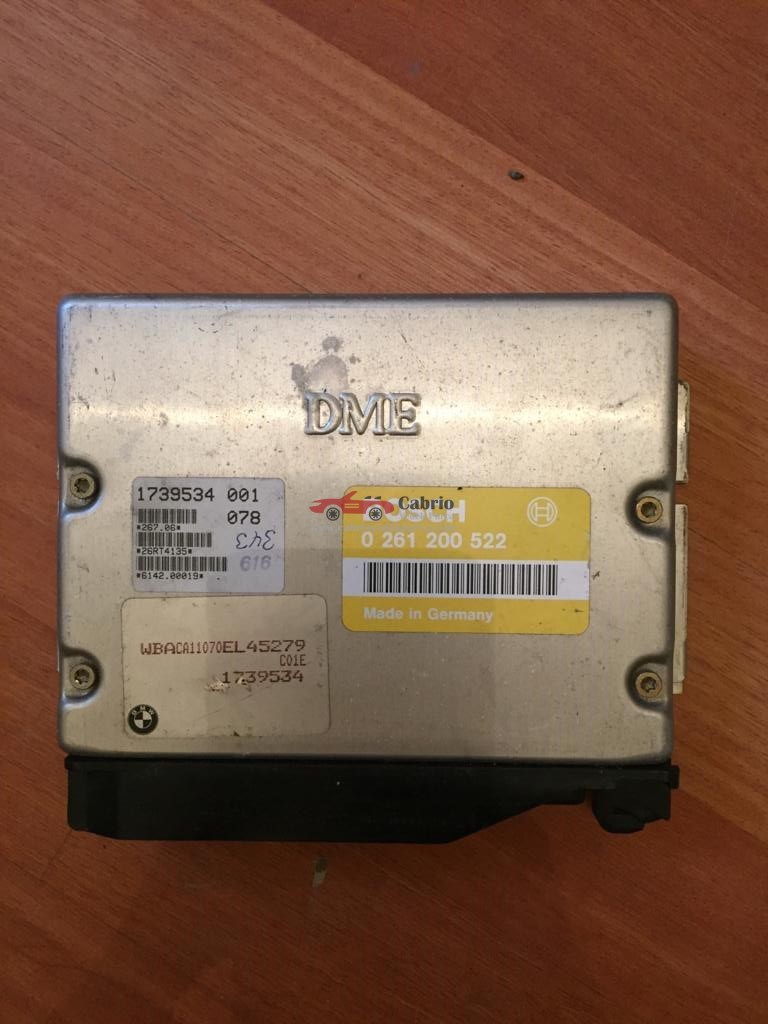 DME
1739534 001
078
*267.06*
343
*26RT4135*
616
*6142.00019*
Cabrio
BOSCH
0 261 200 522
Made in Germany
WBACA11070EL45279
C01E
1739534
BMW